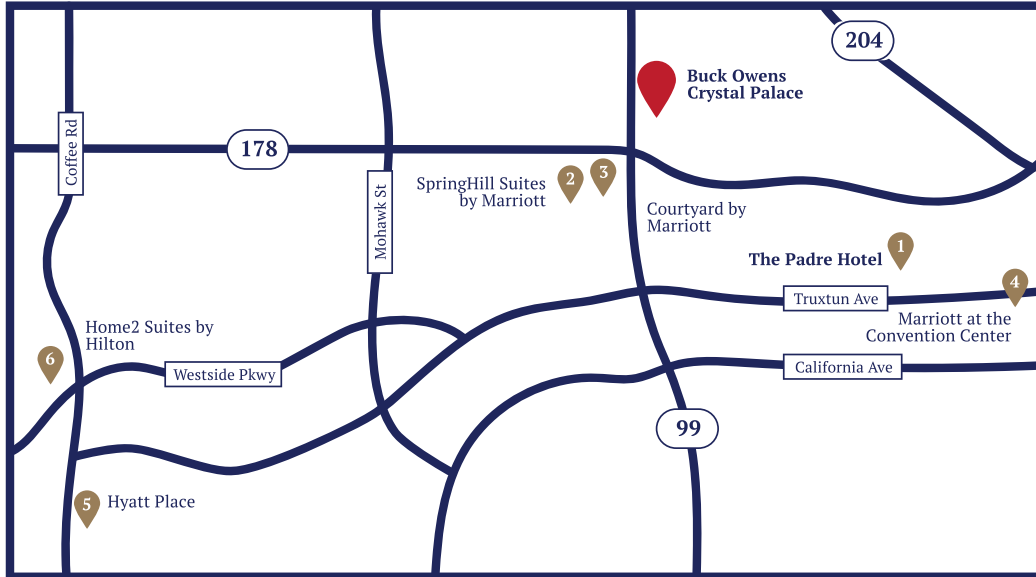 204
Buck Owens
Crystal Palace
Coffee Rd
178
2
3
SpringHill Suites
by Marriott
Mohawk St
Courtyard by
Marriott
1
The Padre Hotel
4
Truxtun Ave
Marriott at the
Convention Center
Home2 Suites by
Hilton
6
Westside Pkwy
California Ave
99
5
Hyatt Place